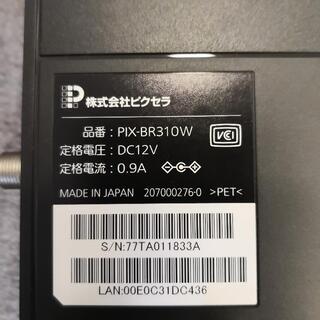 株式会社ピクセラ
品番：PIX-BR310W
VCI
定格電圧：DC12V
定格電流：0.9A
MADE IN JAPAN 207000276-0 >PET<
S/N:77TA011833A
LAN:00E0C31DC436